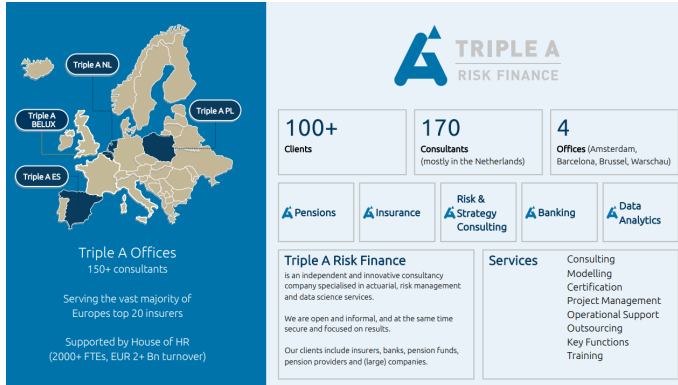 Triple A NL
Triple A PL
Triple A
BELUX
Triple A ES
Triple A Offices
150+ consultants
Serving the vast majority of
Europes top 20 insurers
Supported by House of HR
(2000+ FTEs, EUR 2+ Bn turnover)
TRIPLE A
RISK FINANCE
100+
Clients
170
Consultants
(mostly in the Netherlands)
4
Offices (Amsterdam,
Barcelona, Brussel, Warschau)
Pensions
Insurance
Risk &
Strategy
Consulting
Banking
Data
Analytics
Triple A Risk Finance
is an independent and innovative consultancy
company specialised in actuarial, risk management
and data science services.
We are open and informal, and at the same time
secure and focused on results.
Our clients include insurers, banks, pension funds,
pension providers and (large) companies.
Services
Consulting
Modelling
Certification
Project Management
Operational Support
Outsourcing
Key Functions
Training